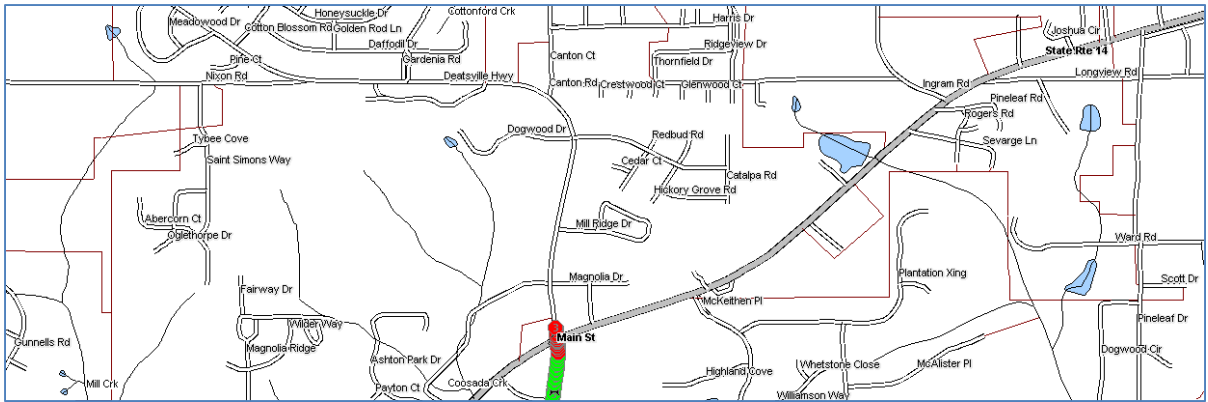 Honeysuckle Dr
Cottonford Crk
Meadowood Dr
Cotton Blossom Rd
Golden Rod Ln
Harris Dr
Joshua Cir
Daffodil Dr
Ridgeview Dr
State Rte 14
Pine Ct
Gardenia Rd
Canton Ct
Thornfield Dr
Nixon Rd
Deatsville Hwy
Canton Rd
Crestwood Ct
Glenwood Ct
Ingram Rd
Longview Rd
Pineleaf Rd
Rogers Rd
Tybee Cove
Dogwood Dr
Redbud Rd
Sevarge Ln
Saint Simons Way
Cedar Ct
Catalpa Rd
Hickory Grove Rd
Abercorn Ct
Mill Ridge Dr
Oglethorpe Dr
Ward Rd
Magnolia Dr
Plantation Xing
Scott Dr
Fairway Dr
McKeithen Pl
Wilder Way
Pineleaf Dr
Main St
Gunnells Rd
Magnolia Ridge
Dogwood Cir
Ashton Park Dr
Whetstone Close
McAlister Pl
Highland Cove
Mill Crk
Coosada Crk
Payton Ct
Williamson Way